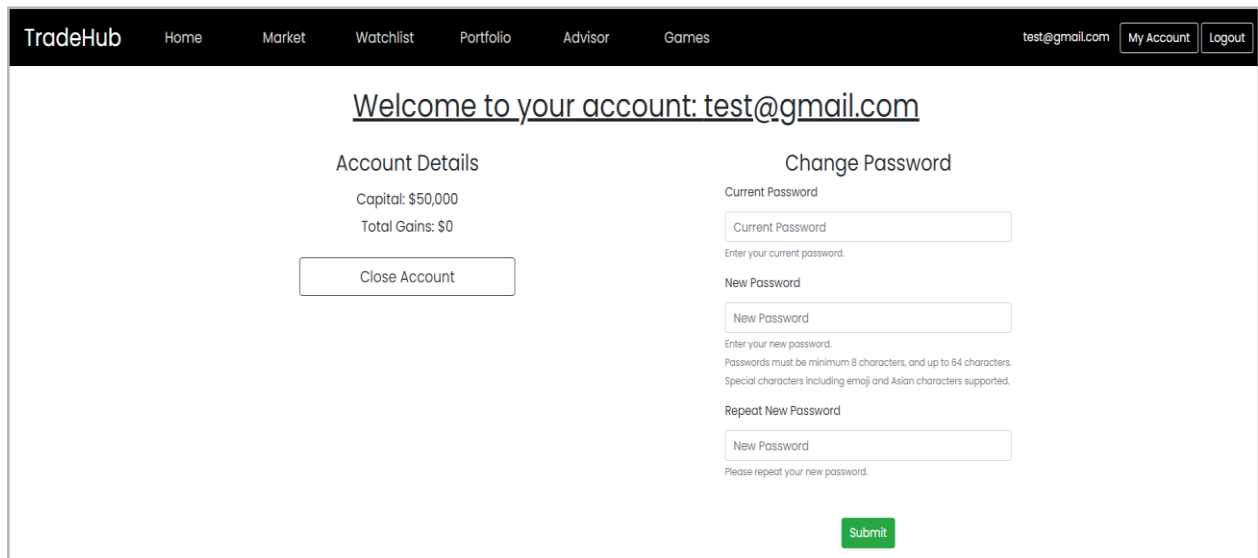 TradeHub Home Market Watchlist Portfolio Advisor Games test@gmail.com My Account Logout
Welcome to your account: test@gmail.com
Account Details
Capital: $50,000
Total Gains: $0
Close Account
Change Password
Current Password
Current Password
Enter your current password.
New Password
New Password
Enter your new password.
Passwords must be minimum 8 characters, and up to 64 characters.
Special characters including emoji and Asian characters supported.
Repeat New Password
New Password
Please repeat your new password.
Submit